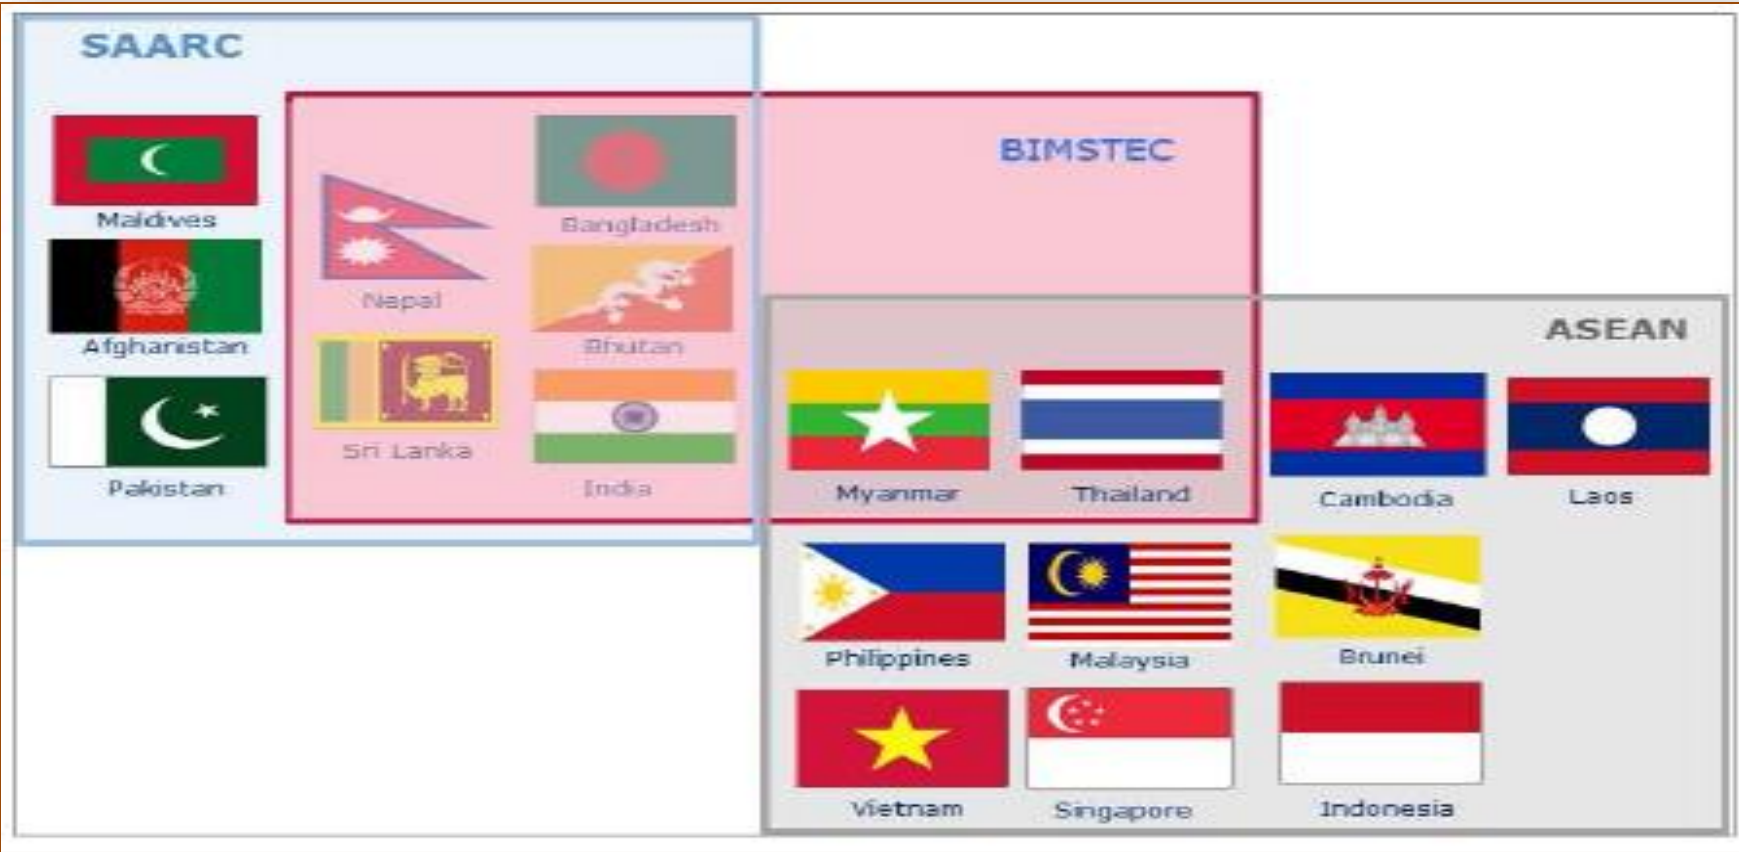 SAARC
BIMSTEC
Maldives
Bangladesh
Nepal
ASEAN
Afghanistan
Bhutan
Sri Lanka
Pakistan
India
Myanmar
Thailand
Cambodia
Laos
Philippines
Malaysia
Brunei
Vietnam
Singapore
Indonesia